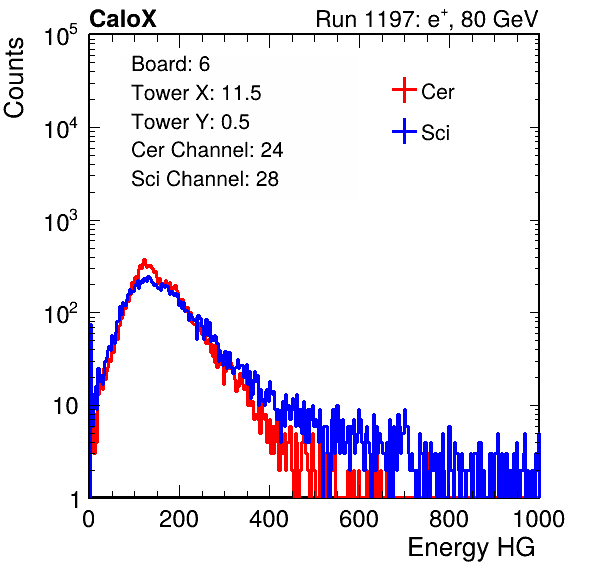 CaloX Run 1197: e⁺, 80 GeV
Counts
Board: 6
Tower X: 11.5
Tower Y: 0.5
Cer Channel: 24
Sci Channel: 28
Cer
Sci
10⁵
10⁴
10³
10²
10
1
0 200 400 600 800 1000
Energy HG